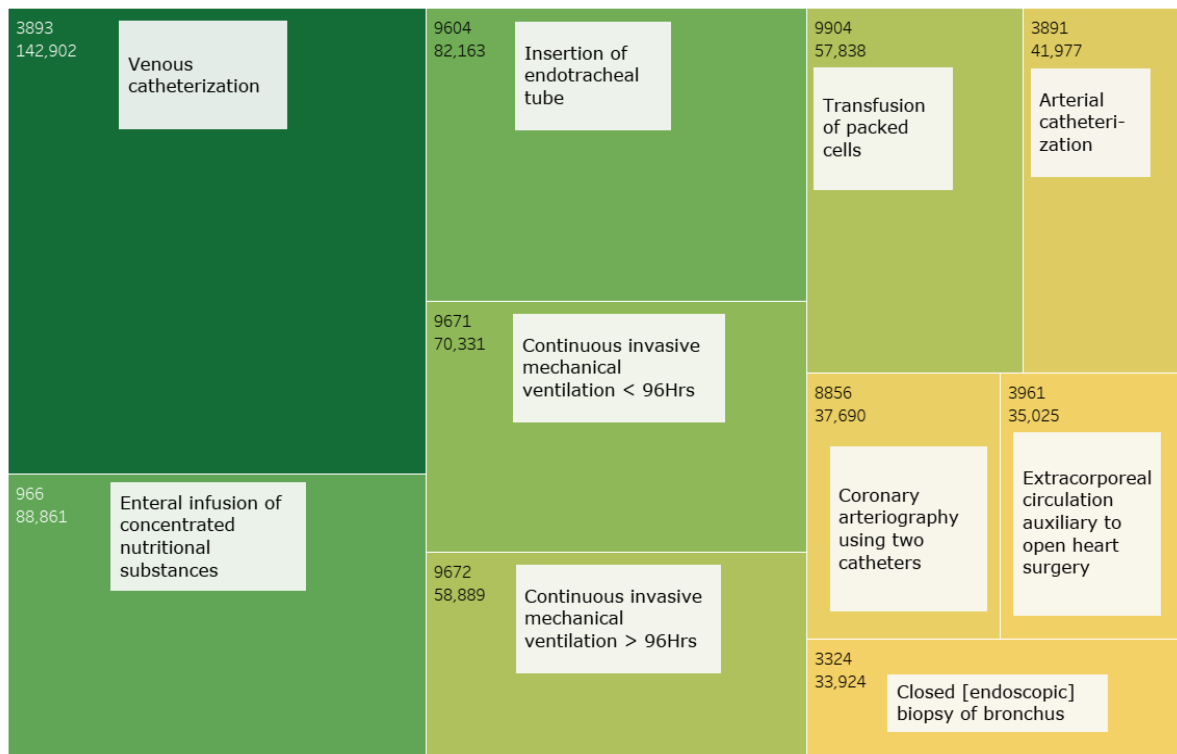 3893
142,902
Venous
catheterization
966
88,861
Enteral infusion of
concentrated
nutritional
substances
9604
82,163
Insertion of
endotracheal
tube
9671
70,331
Continuous invasive
mechanical
ventilation < 96Hrs
9672
58,889
Continuous invasive
mechanical
ventilation > 96Hrs
9904
57,838
Transfusion
of packed
cells
3891
41,977
Arterial
catheteri-
zation
8856
37,690
Coronary
arteriography
using two
catheters
3961
35,025
Extracorporeal
circulation
auxiliary to
open heart
surgery
3324
33,924
Closed [endoscopic]
biopsy of bronchus